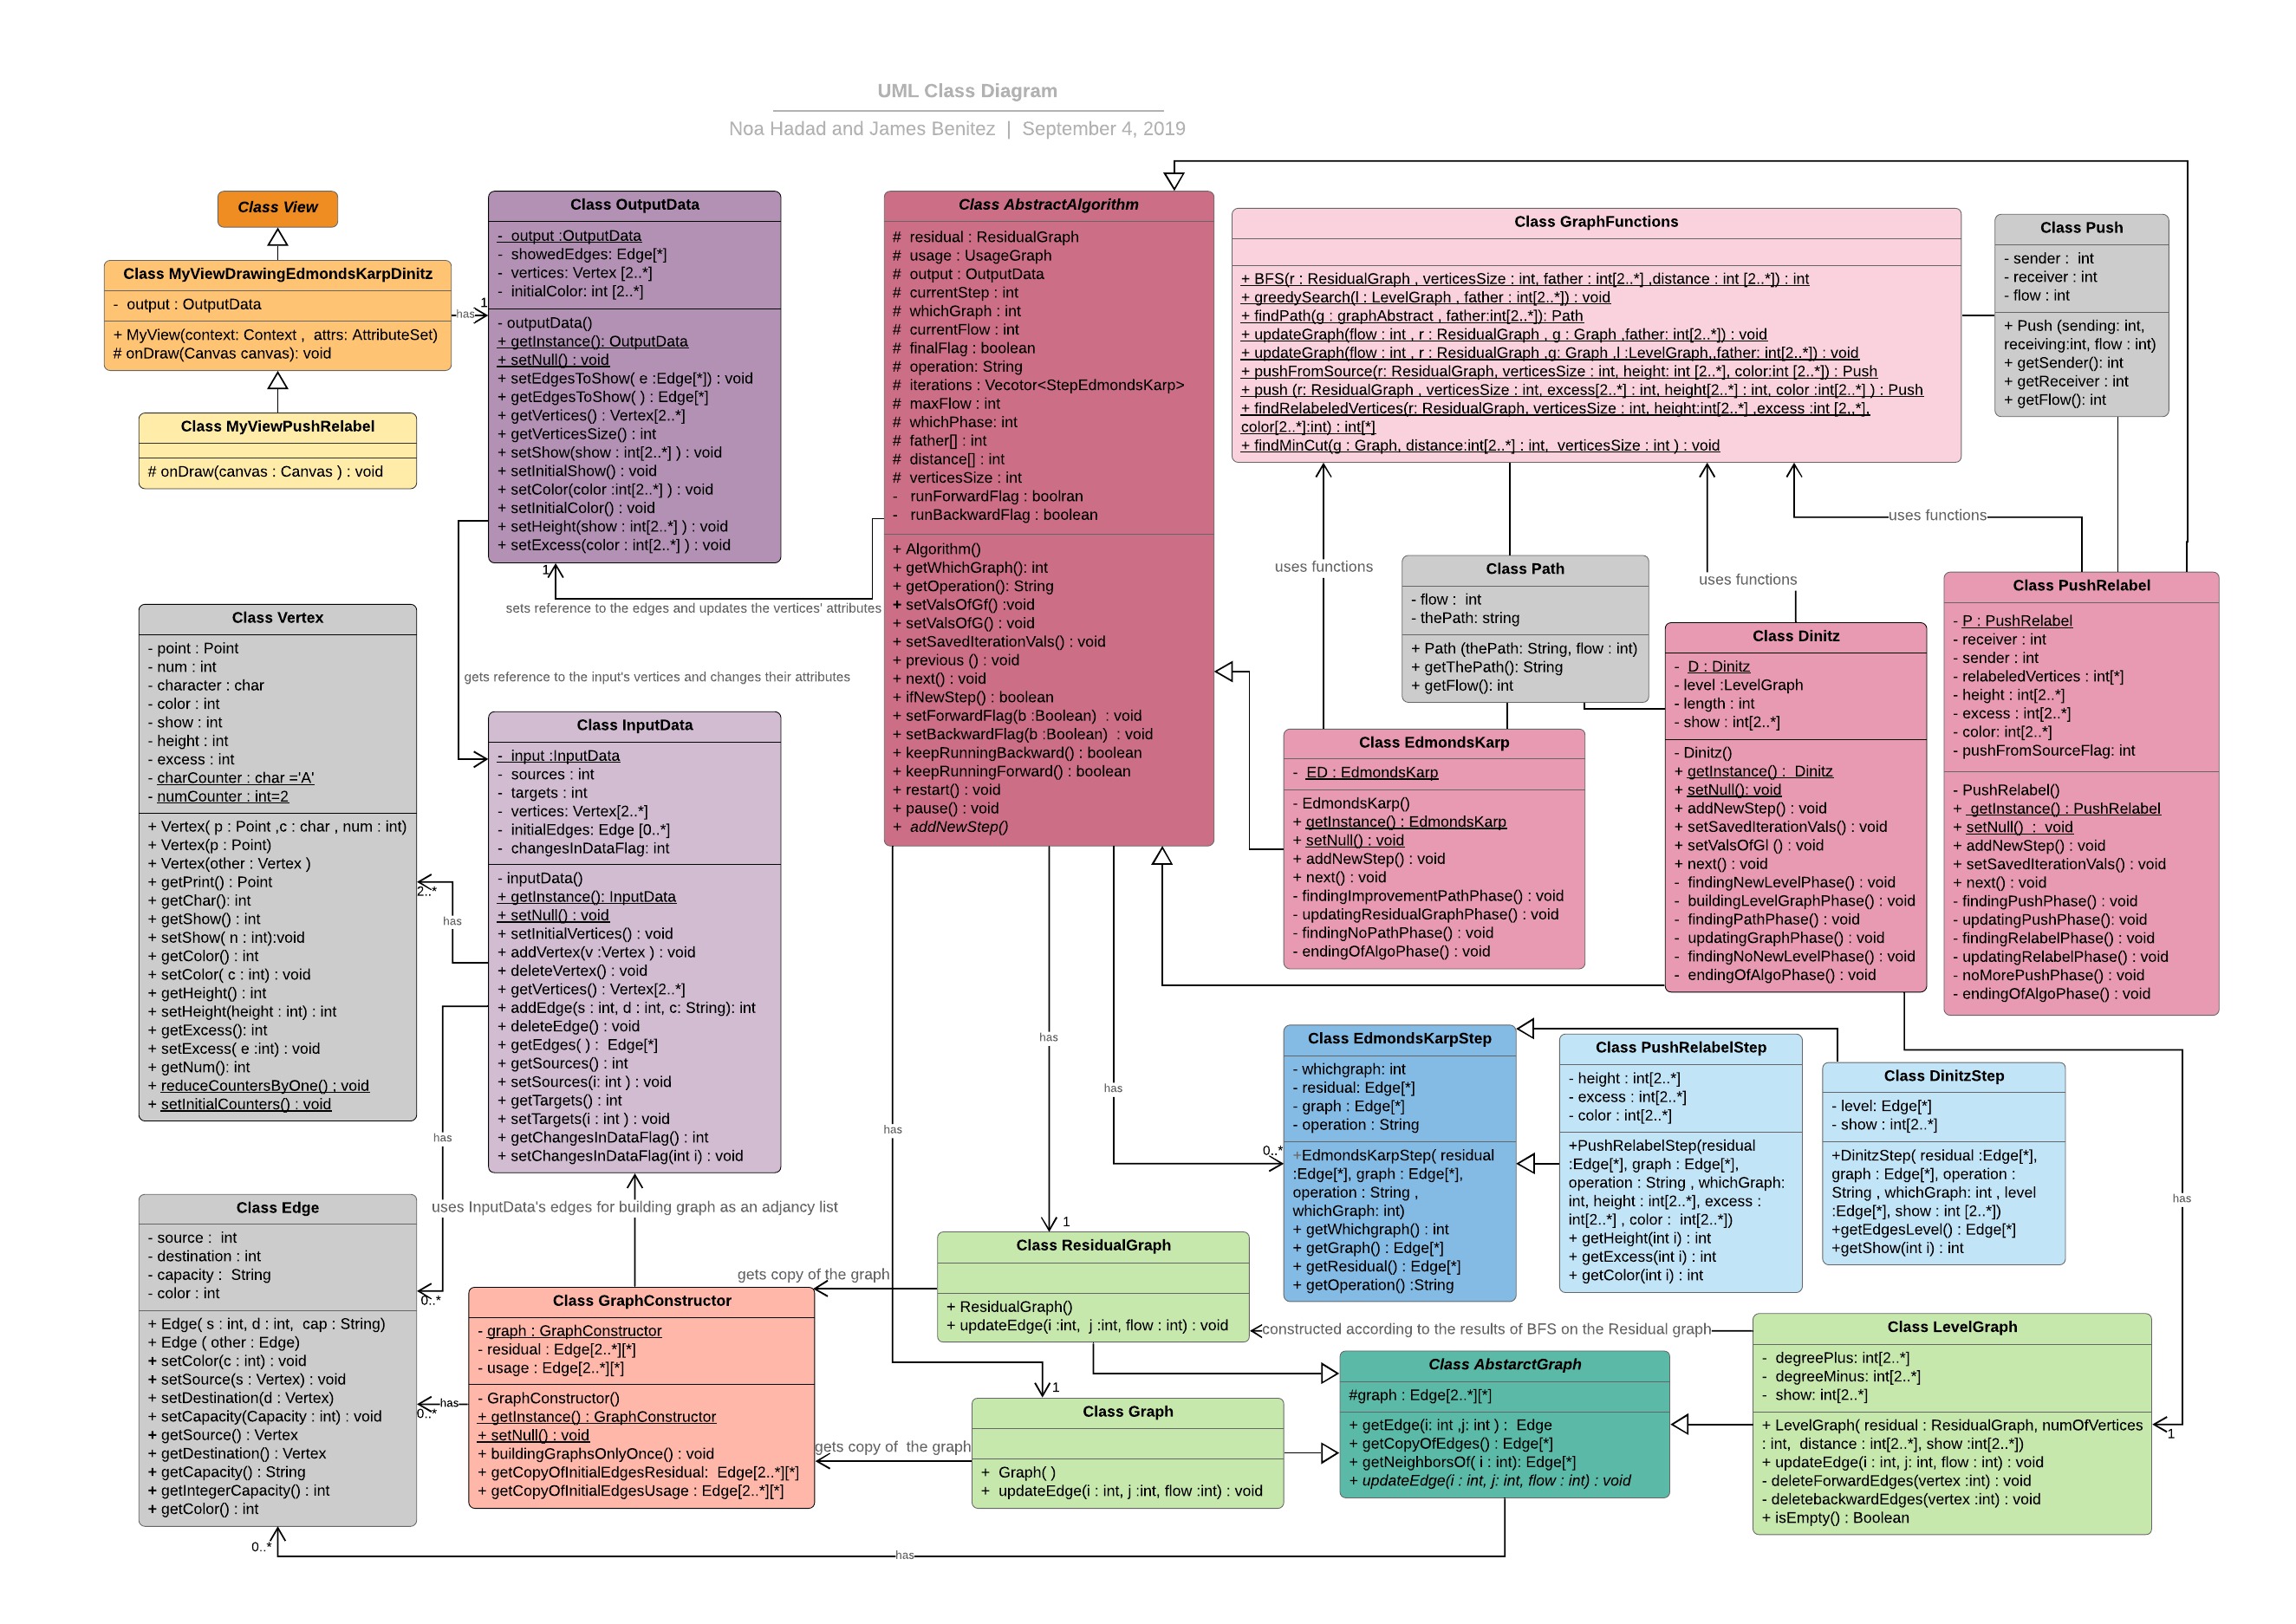 UML Class Diagram
Noa Hadad and James Benitez | September 4, 2019
Class View
Class MyViewDrawingEdmondsKarpDinitz
- output : OutputData
+ MyView(context: Context , attrs: AttributeSet)
# onDraw(Canvas canvas): void
has
1
Class MyViewPushRelabel
# onDraw(canvas : Canvas ) : void
Class OutputData
- output :OutputData
- showedEdges: Edge[*]
- vertices: Vertex [2..*]
- initialColor: int [2..*]
- outputData()
+ getInstance(): OutputData
+ setNull() : void
+ setEdgesToShow( e :Edge[*]) : void
+ getEdgesToShow( ) : Edge[*]
+ getVertices() : Vertex[2..*]
+ getVerticesSize() : int
+ setShow(show : int[2..*] ) : void
+ setInitialShow() : void
+ setColor(color :int[2..*] ) : void
+ setInitialColor() : void
+ setHeight(show : int[2..*] ) : void
+ setExcess(color : int[2..*] ) : void
1
sets reference to the edges and updates the vertices' attributes
gets reference to the input's vertices and changes their attributes
Class AbstractAlgorithm
# residual : ResidualGraph
# usage : UsageGraph
# output : OutputData
# currentStep : int
# whichGraph : int
# currentFlow : int
# finalFlag : boolean
# operation: String
# iterations : Vecotor<StepEdmondsKarp>
# maxFlow : int
# whichPhase: int
# father[] : int
# distance[] : int
# verticesSize : int
- runForwardFlag : boolran
- runBackwardFlag : boolean
+ Algorithm()
+ getWhichGraph(): int
+ getOperation(): String
+ setValsOfGf() :void
+ setValsOfG() : void
+ setSavedIterationVals() : void
+ previous () : void
+ next() : void
+ ifNewStep() : boolean
+ setForwardFlag(b :Boolean) : void
+ setBackwardFlag(b :Boolean) : void
+ keepRunningBackward() : boolean
+ keepRunningForward() : boolean
+ restart() : void
+ pause() : void
+ addNewStep()
Class GraphFunctions
+ BFS(r : ResidualGraph , verticesSize : int, father : int[2..*] ,distance : int [2..*]) : int
+ greedySearch(l : LevelGraph , father : int[2..*]) : void
+ findPath(g : graphAbstract , father:int[2..*]): Path
+ updateGraph(flow : int , r : ResidualGraph , g : Graph ,father: int[2..*]) : void
+ updateGraph(flow : int , r : ResidualGraph ,g: Graph ,l :LevelGraph,,father: int[2..*]) : void
+ pushFromSource(r: ResidualGraph, verticesSize : int, height: int [2..*], color:int [2..*]) : Push
+ push (r: ResidualGraph , verticesSize : int, excess[2..*] : int, height[2..*] : int, color :int[2..*] ) : Push
+ findRelabeledVertices(r: ResidualGraph, verticesSize : int, height:int[2..*] ,excess :int [2..*],
color[2..*]:int) : int[*]
+ findMinCut(g : Graph, distance:int[2..*] : int, verticesSize : int ) : void
Class Push
- sender : int
- receiver : int
- flow : int
+ Push (sending: int,
receiving:int, flow : int)
+ getSender(): int
+ getReceiver : int
+ getFlow(): int
uses functions
uses functions
uses functions
Class Path
- flow : int
- thePath: string
+ Path (thePath: String, flow : int)
+ getThePath(): String
+ getFlow(): int
Class EdmondsKarp
- ED : EdmondsKarp
- EdmondsKarp()
+ getInstance() : EdmondsKarp
+ setNull() : void
+ addNewStep() : void
+ next() : void
- findingImprovementPathPhase() : void
- updatingResidualGraphPhase() : void
- findingNoPathPhase() : void
- endingOfAlgoPhase() : void
Class Dinitz
- D : Dinitz
- level :LevelGraph
- length : int
- show : int[2..*]
- Dinitz()
+ getInstance() : Dinitz
+ setNull(): void
+ addNewStep() : void
+ setSavedIterationVals() : void
+ setValsOfGl () : void
+ next() : void
- findingNewLevelPhase() : void
- buildingLevelGraphPhase() : void
- findingPathPhase() : void
- updatingGraphPhase() : void
- findingNoNewLevelPhase() : void
- endingOfAlgoPhase() : void
Class PushRelabel
- P : PushRelabel
- receiver : int
- sender : int
- relabeledVertices : int[*]
- height : int[2..*]
- excess : int[2..*]
- color: int[2..*]
- pushFromSourceFlag: int
- PushRelabel()
+ getInstance() : PushRelabel
+ setNull() : void
+ addNewStep() : void
+ setSavedIterationVals() : void
+ next() : void
- findingPushPhase() : void
- updatingPushPhase(): void
- findingRelabelPhase() : void
- updatingRelabelPhase() : void
- noMorePushPhase() : void
- endingOfAlgoPhase() : void
Class Vertex
- point : Point
- num : int
- character : char
- color : int
- show : int
- height : int
- excess : int
- charCounter : char ='A'
- numCounter : int=2
+ Vertex( p : Point ,c : char , num : int)
+ Vertex(p : Point)
+ Vertex(other : Vertex )
+ getPrint() : Point
+ getChar(): int
+ getShow() : int
+ setShow( n : int):void
+ getColor() : int
+ setColor( c : int) : void
+ getHeight() : int
+ setHeight(height : int) : int
+ getExcess(): int
+ setExcess( e :int) : void
+ getNum(): int
+ reduceCountersByOne() ; void
+ setInitialCounters() : void
2..*
has
Class InputData
- input :InputData
- sources : int
- targets : int
- vertices: Vertex[2..*]
- initialEdges: Edge [0..*]
- changesInDataFlag: int
- inputData()
+ getInstance(): InputData
+ setNull() : void
+ setInitialVertices() : void
+ addVertex(v :Vertex ) : void
+ deleteVertex() : void
+ getVertices() : Vertex[2..*]
+ addEdge(s : int, d : int, c: String): int
+ deleteEdge() : void
+ getEdges( ) : Edge[*]
+ getSources() : int
+ setSources(i: int ) : void
+ getTargets() : int
+ setTargets(i : int ) : void
+ getChangesInDataFlag() : int
+ setChangesInDataFlag(int i) : void
has
0..*
uses InputData's edges for building graph as an adjancy list
Class Edge
- source : int
- destination : int
- capacity : String
- color : int
+ Edge( s : int, d : int, cap : String)
+ Edge ( other : Edge)
+ setColor(c : int) : void
+ setSource(s : Vertex) : void
+ setDestination(d : Vertex)
+ setCapacity(Capacity : int) : void
+ getSource() : Vertex
+ getDestination() : Vertex
+ getCapacity() : String
+ getIntegerCapacity() : int
+ getColor() : int
0..*
has
Class GraphConstructor
- graph : GraphConstructor
- residual : Edge[2..*][*]
- usage : Edge[2..*][*]
- GraphConstructor()
+ getInstance() : GraphConstructor
+ setNull() : void
+ buildingGraphsOnlyOnce() : void
+ getCopyOfInitialEdgesResidual: Edge[2..*][*]
+ getCopyOfInitialEdgesUsage : Edge[2..*][*]
gets copy of the graph
gets copy of the graph
has
has
has
1
1
0..*
Class ResidualGraph
+ ResidualGraph()
+ updateEdge(i :int, j :int, flow : int) : void
Class Graph
+ Graph( )
+ updateEdge(i : int, j :int, flow :int) : void
Class EdmondsKarpStep
- whichgraph: int
- residual: Edge[*]
- graph : Edge[*]
- operation : String
+EdmondsKarpStep( residual
:Edge[*], graph : Edge[*],
operation : String ,
whichGraph: int)
+ getWhichgraph() : int
+ getGraph() : Edge[*]
+ getResidual() : Edge[*]
+ getOperation() :String
Class PushRelabelStep
- height : int[2..*]
- excess : int[2..*]
- color : int[2..*]
+PushRelabelStep(residual
:Edge[*], graph : Edge[*],
operation : String , whichGraph:
int, height : int[2..*], excess :
int[2..*] , color : int[2..*])
+ getHeight(int i) : int
+ getExcess(int i) : int
+ getColor(int i) : int
Class DinitzStep
- level: Edge[*]
- show : int[2..*]
+DinitzStep( residual :Edge[*],
graph : Edge[*], operation :
String , whichGraph: int , level
:Edge[*], show : int [2..*])
+getEdgesLevel() : Edge[*]
+getShow(int i) : int
has
1
constructed according to the results of BFS on the Residual graph
Class AbstarctGraph
#graph : Edge[2..*][*]
+ getEdge(i: int ,j: int ) : Edge
+ getCopyOfEdges() : Edge[*]
+ getNeighborsOf( i : int): Edge[*]
+ updateEdge(i : int, j: int, flow : int) : void
Class LevelGraph
- degreePlus: int[2..*]
- degreeMinus: int[2..*]
- show: int[2..*]
+ LevelGraph( residual : ResidualGraph, numOfVertices
: int, distance : int[2..*], show :int[2..*])
+ updateEdge(i : int, j: int, flow : int) : void
- deleteForwardEdges(vertex :int) : void
- deletebackwardEdges(vertex :int) : void
+ isEmpty() : Boolean
0..*
has